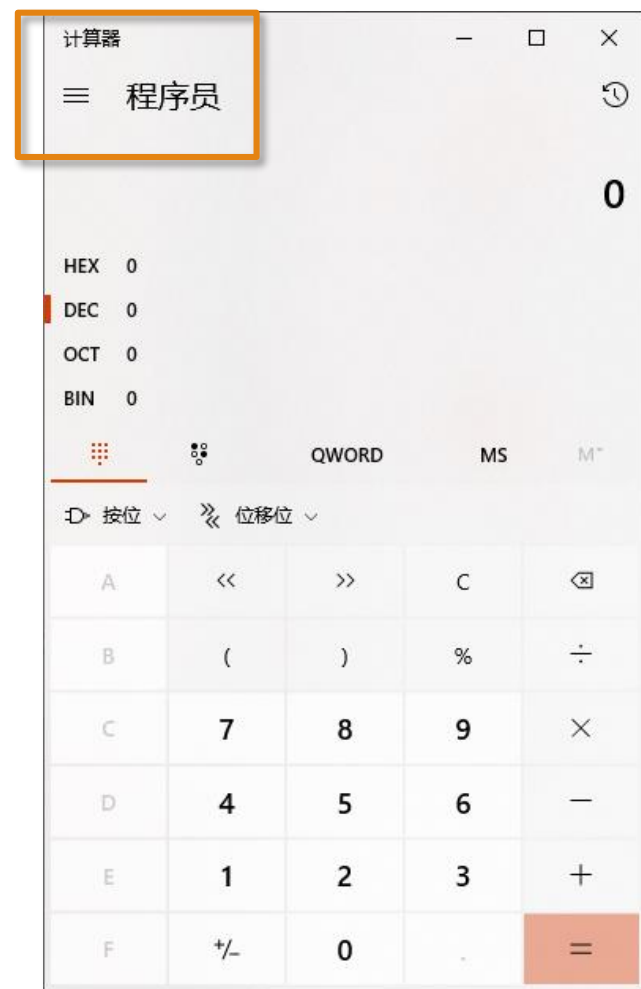 计算器
程序员
0
HEX 0
DEC 0
OCT 0
BIN 0
QWORD MS M˅
按位 位移位
A << >> C
B ( ) % ÷
C 7 8 9 ×
D 4 5 6 −
E 1 2 3 +
F +/− 0 . =